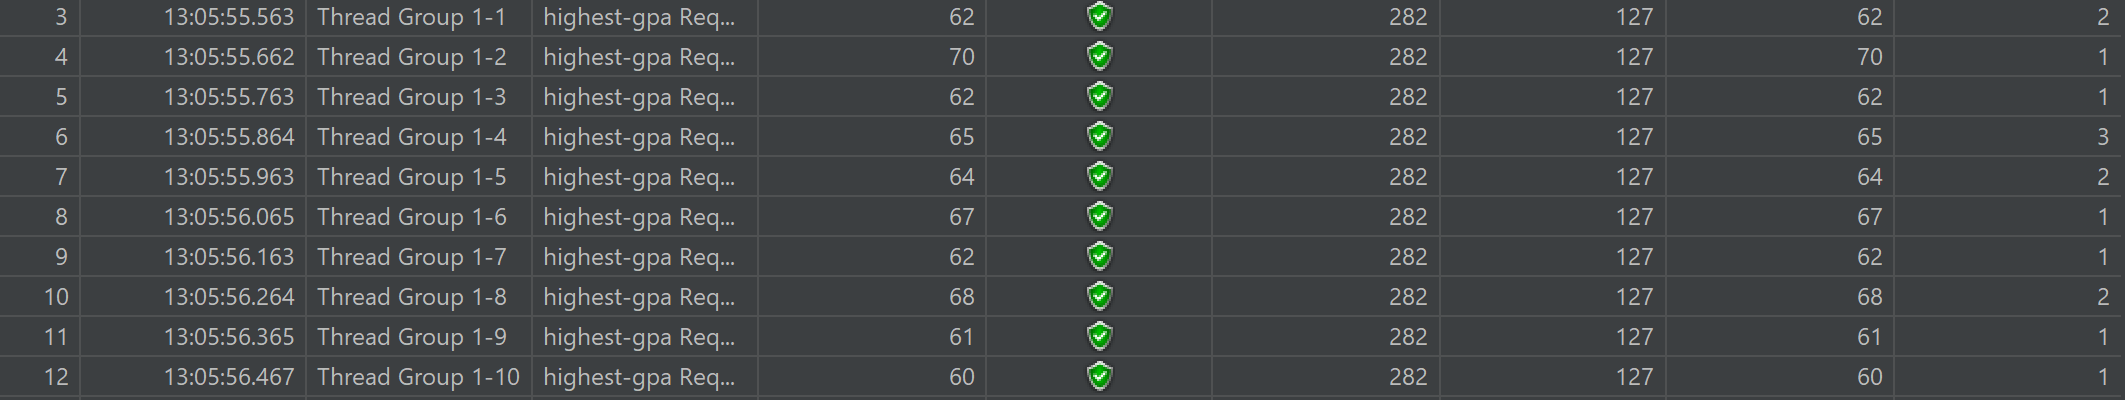 3 13:05:55.563 Thread Group 1-1 highest-gpa Req... 62 282 127 62 2
4 13:05:55.662 Thread Group 1-2 highest-gpa Req... 70 282 127 70 1
5 13:05:55.763 Thread Group 1-3 highest-gpa Req... 62 282 127 62 1
6 13:05:55.864 Thread Group 1-4 highest-gpa Req... 65 282 127 65 3
7 13:05:55.963 Thread Group 1-5 highest-gpa Req... 64 282 127 64 2
8 13:05:56.065 Thread Group 1-6 highest-gpa Req... 67 282 127 67 1
9 13:05:56.163 Thread Group 1-7 highest-gpa Req... 62 282 127 62 1
10 13:05:56.264 Thread Group 1-8 highest-gpa Req... 68 282 127 68 2
11 13:05:56.365 Thread Group 1-9 highest-gpa Req... 61 282 127 61 1
12 13:05:56.467 Thread Group 1-10 highest-gpa Req... 60 282 127 60 1